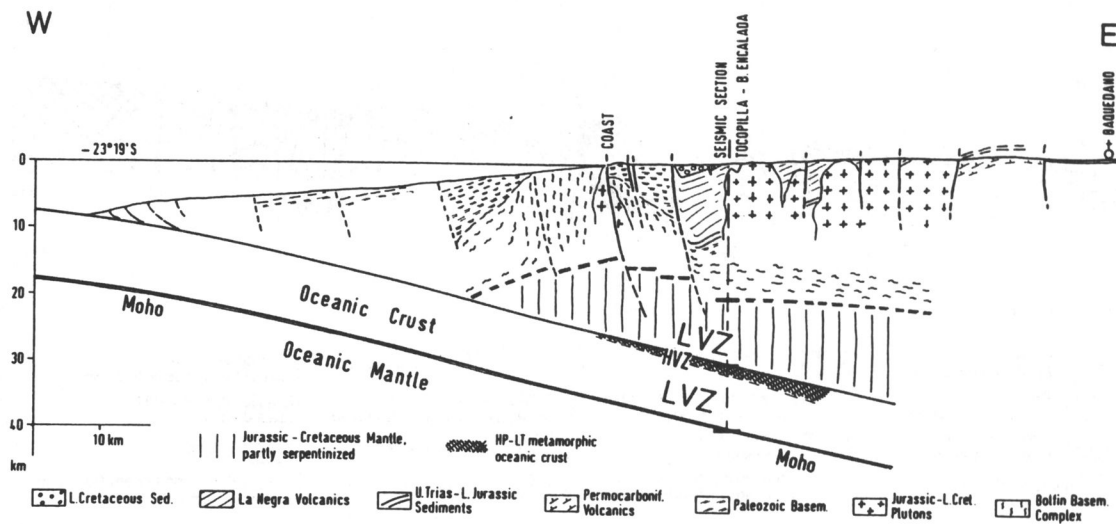 W
E
- 23°19'S
COAST
SEISMIC SECTION
TOCOPILLA - B. ENCALADA
BAQUEDANO
0
10
20
30
40
km
Moho
Oceanic Crust
Oceanic Mantle
LVZ
HVZ
LVZ
Moho
10 km
Jurassic - Cretaceous Mantle,
partly serpentinized
HP-LT metamorphic
oceanic crust
L.Cretaceous Sed.
La Negra Volcanics
U.Trias-L.Jurassic
Sediments
Permocarbonif.
Volcanics
Paleozoic Basem.
Jurassic-L.Cret.
Plutons
Bolfin Basem.
Complex